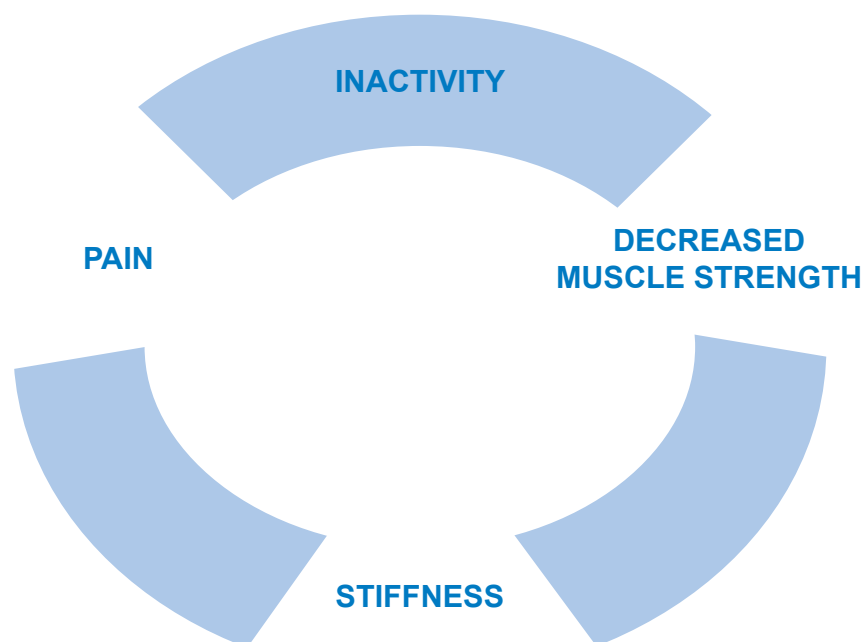 INACTIVITY
PAIN
DECREASED
MUSCLE STRENGTH
STIFFNESS